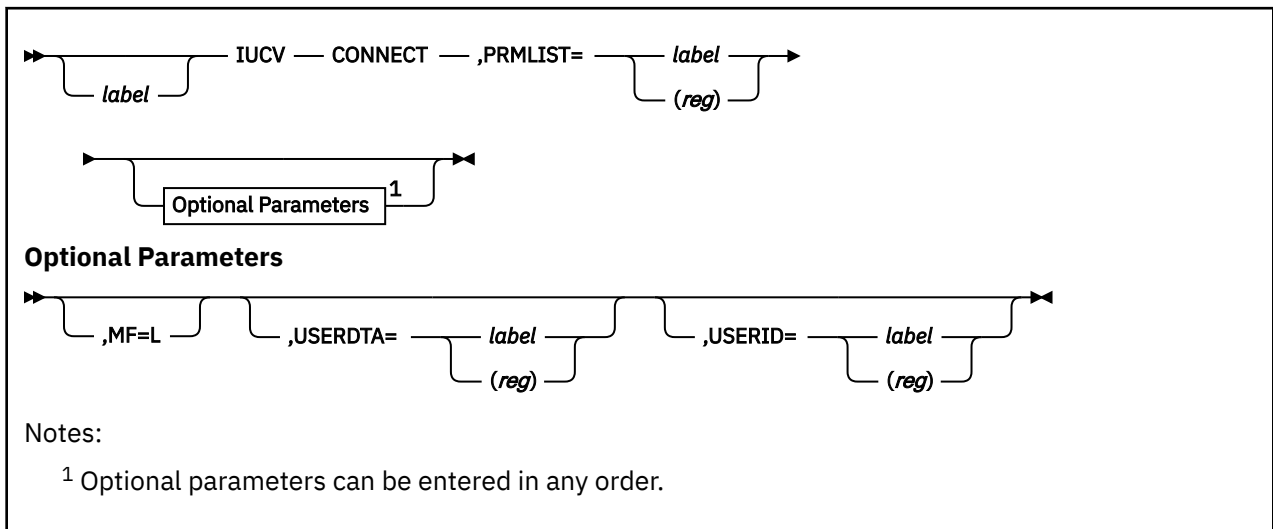 IUCV CONNECT ,PRMLIST= label
label (reg)
Optional Parameters 1
Optional Parameters
,MF=L ,USERDTA= label ,USERID= label
(reg) (reg)
Notes:
1 Optional parameters can be entered in any order.